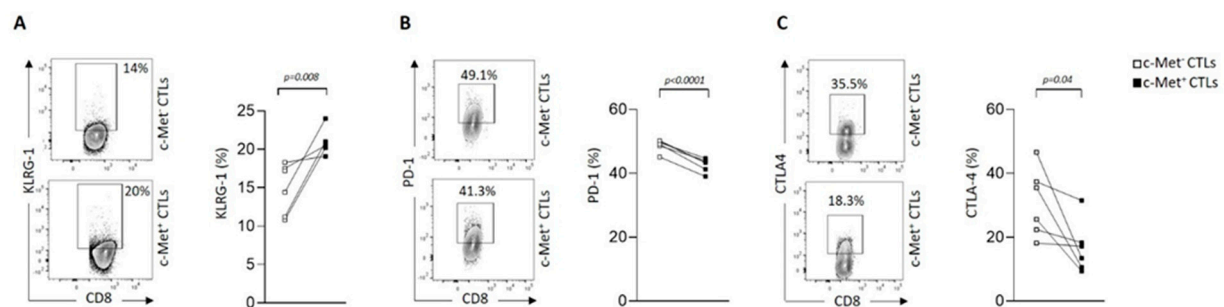 A
B
C
14%
KLRG-1
c-Met- CTLs
20%
c-Met+ CTLs
CD8
p=0.008
25
20
15
10
5
0
KLRG-1 (%)
49.1%
PD-1
c-Met- CTLs
41.3%
c-Met+ CTLs
CD8
p<0.0001
60
40
20
0
PD-1 (%)
35.5%
CTLA4
c-Met- CTLs
18.3%
c-Met+ CTLs
CD8
p=0.04
60
40
20
0
CTLA-4 (%)
c-Met- CTLs
c-Met+ CTLs